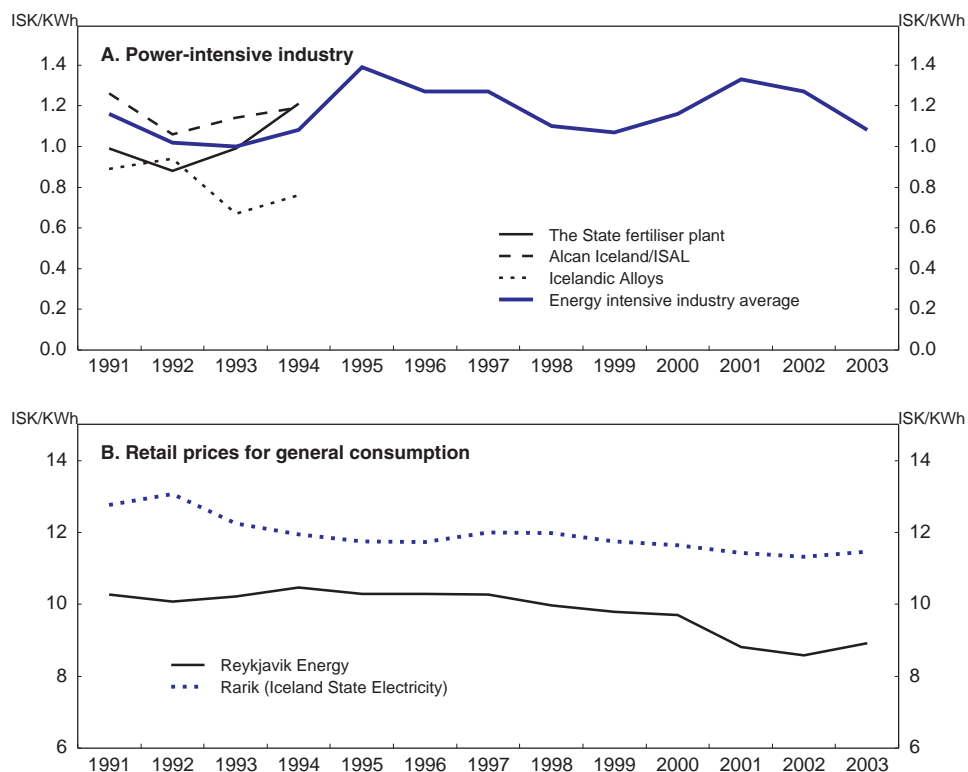 ISK/KWh ISK/KWh
A. Power-intensive industry
1.4 1.4
1.2 1.2
1.0 1.0
0.8 0.8
0.6 0.6
The State fertiliser plant
Alcan Iceland/ISAL
0.4 0.4
Icelandic Alloys
Energy intensive industry average
0.2 0.2
0.0 0.0
1991 1992 1993 1994 1995 1996 1997 1998 1999 2000 2001 2002 2003
ISK/KWh ISK/KWh
B. Retail prices for general consumption
14 14
12 12
10 10
Reykjavik Energy
8 8
Rarik (Iceland State Electricity)
6 6
1991 1992 1993 1994 1995 1996 1997 1998 1999 2000 2001 2002 2003